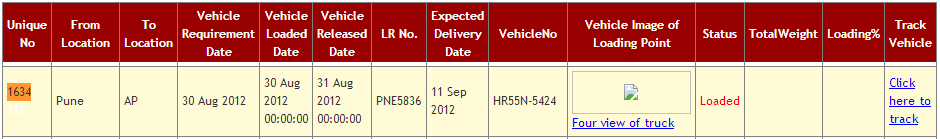 Unique No
From Location
To Location
Vehicle Requirement Date
Vehicle Loaded Date
Vehicle Released Date
LR No.
Expected Delivery Date
VehicleNo
Vehicle Image of Loading Point
Status
TotalWeight
Loading%
Track Vehicle
1634
Pune
AP
30 Aug 2012
30 Aug 2012 00:00:00
31 Aug 2012 00:00:00
PNE5836
11 Sep 2012
HR55N-5424
Four view of truck
Loaded
Click here to track